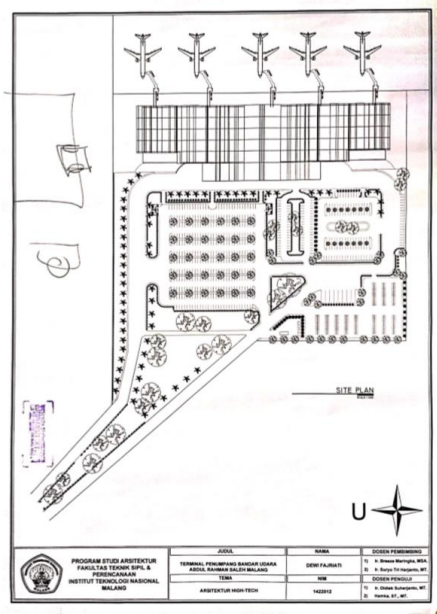 SITE PLAN
U
PROGRAM STUDI ARSITEKTUR
FAKULTAS TEKNIK SIPIL &
PERENCANAAN
INSTITUT TEKNOLOGI NASIONAL
MALANG
JUDUL
TERMINAL PENUMPANG BANDAR UDARA
ABDUL RAHMAN SALEH MALANG
TEMA
ARSITEKTUR HIGH-TECH
NAMA
DEWI FAJRIATI
NIM
1422012
DOSEN PEMBIMBING
1) Ir. Breeze Maringka, MSA.
2) Ir. Suryo Tri Harjanto, MT.
DOSEN PENGUJI
1) Ir. Didiek Suharjanto, MT.
2) Hamka, ST., MT.